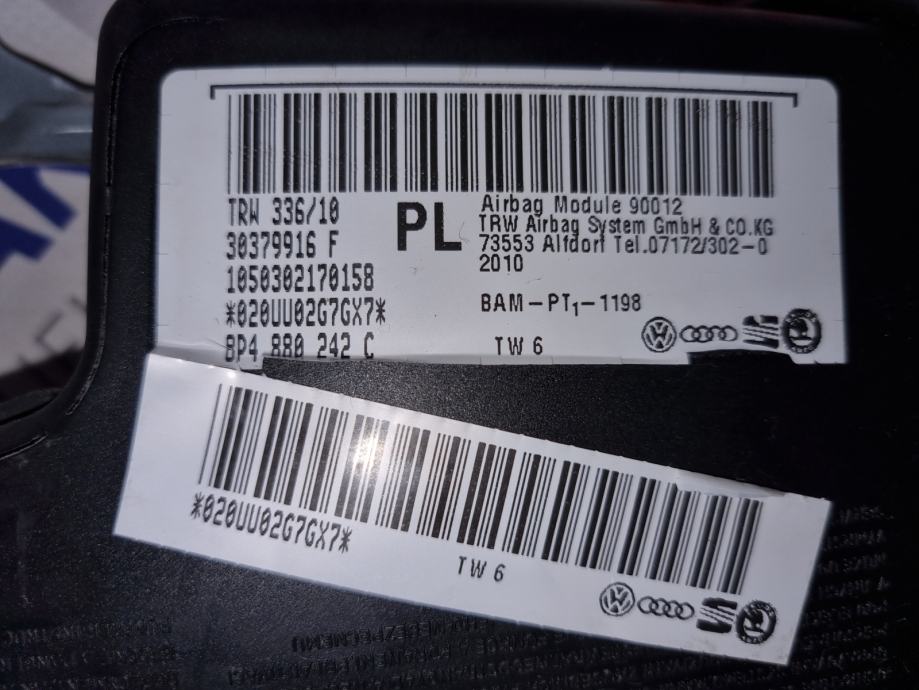 TRW 336/10
30379916 F
1050302170158
*020UU02G7GX7*
8P4 880 242 C
PL
Airbag Module 90012
TRW Airbag System GmbH & CO.KG
73553 Alfdorf Tel.07172/302-0
2010
BAM-PT1-1198
TW 6
*020UU02G7GX7*
TW 6